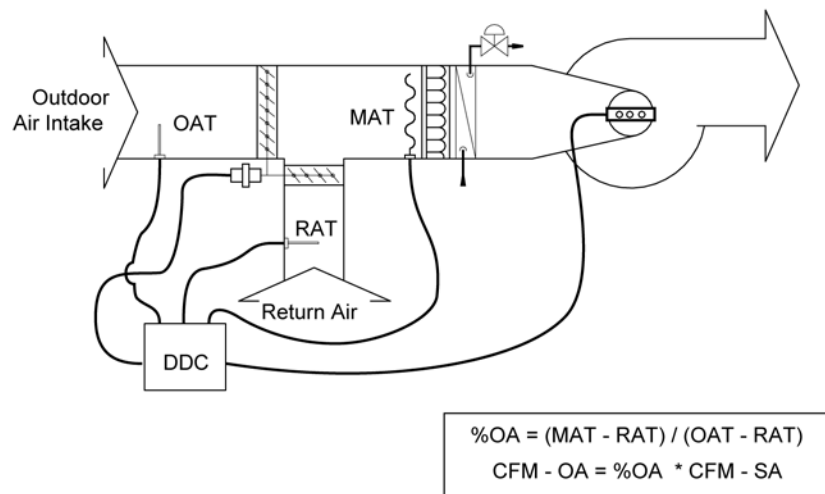 Outdoor
Air Intake
OAT
MAT
RAT
Return Air
DDC
%OA = (MAT - RAT) / (OAT - RAT)
CFM - OA = %OA * CFM - SA